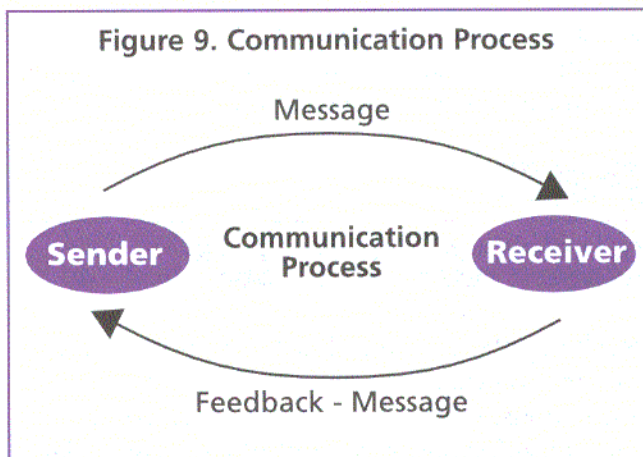 Figure 9. Communication Process
Message
Sender
Communication
Process
Receiver
Feedback - Message